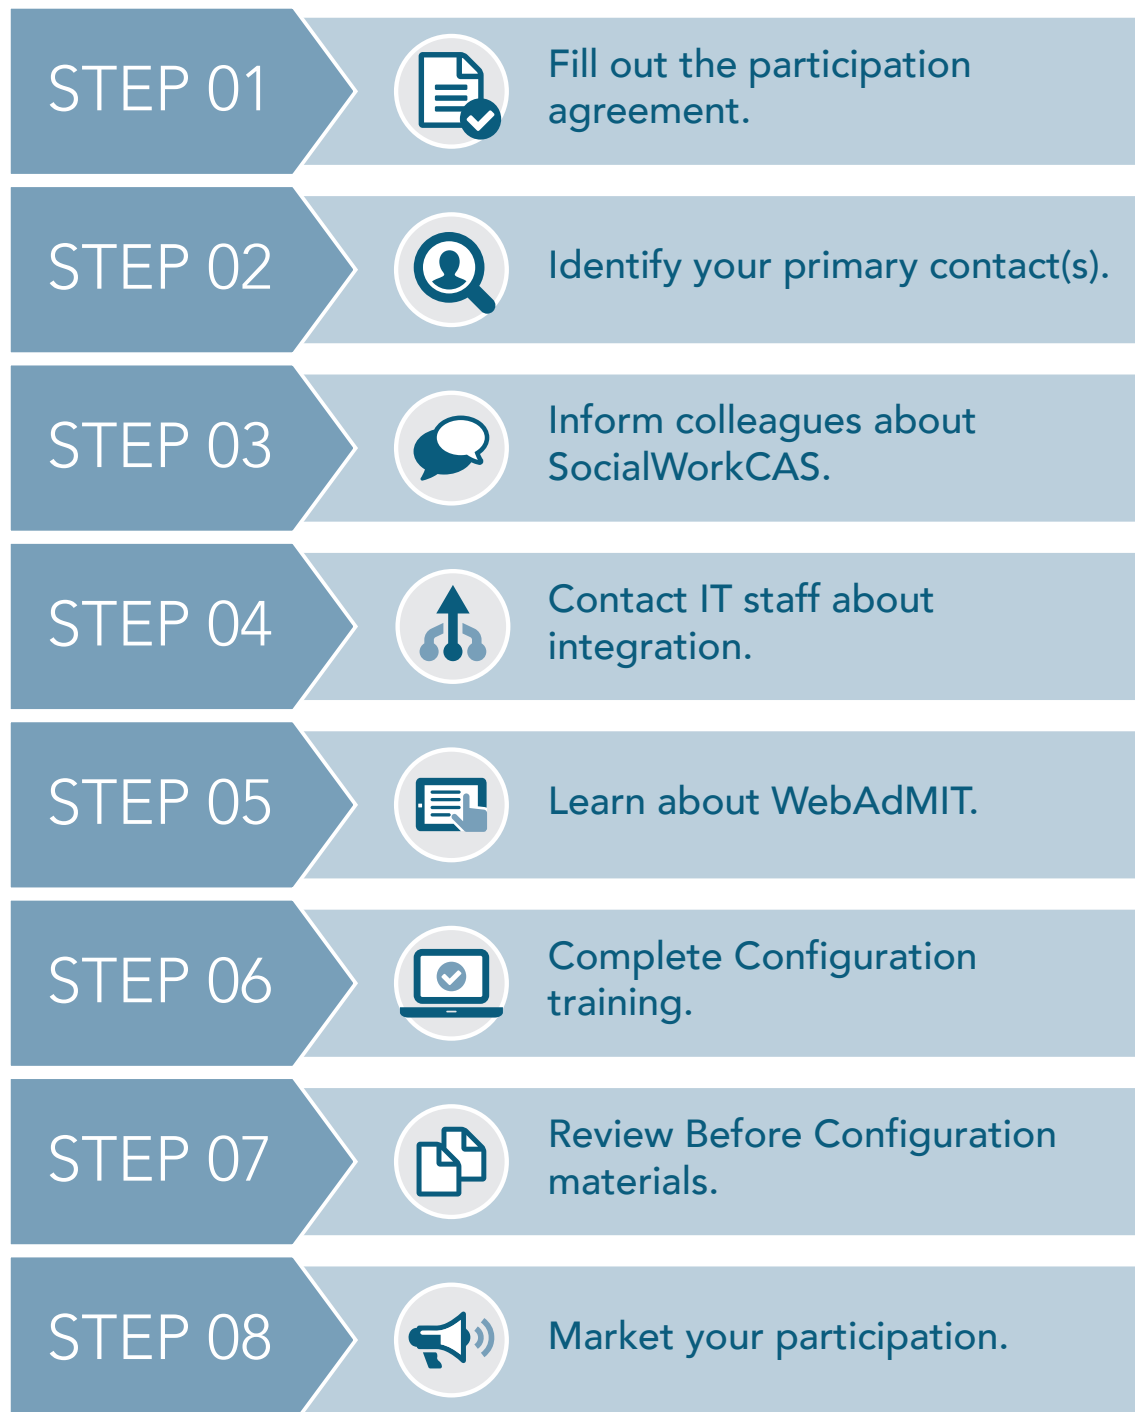 STEP 01
Fill out the participation
agreement.
STEP 02
Identify your primary contact(s).
STEP 03
Inform colleagues about
SocialWorkCAS.
STEP 04
Contact IT staff about
integration.
STEP 05
Learn about WebAdMIT.
STEP 06
Complete Configuration
training.
STEP 07
Review Before Configuration
materials.
STEP 08
Market your participation.